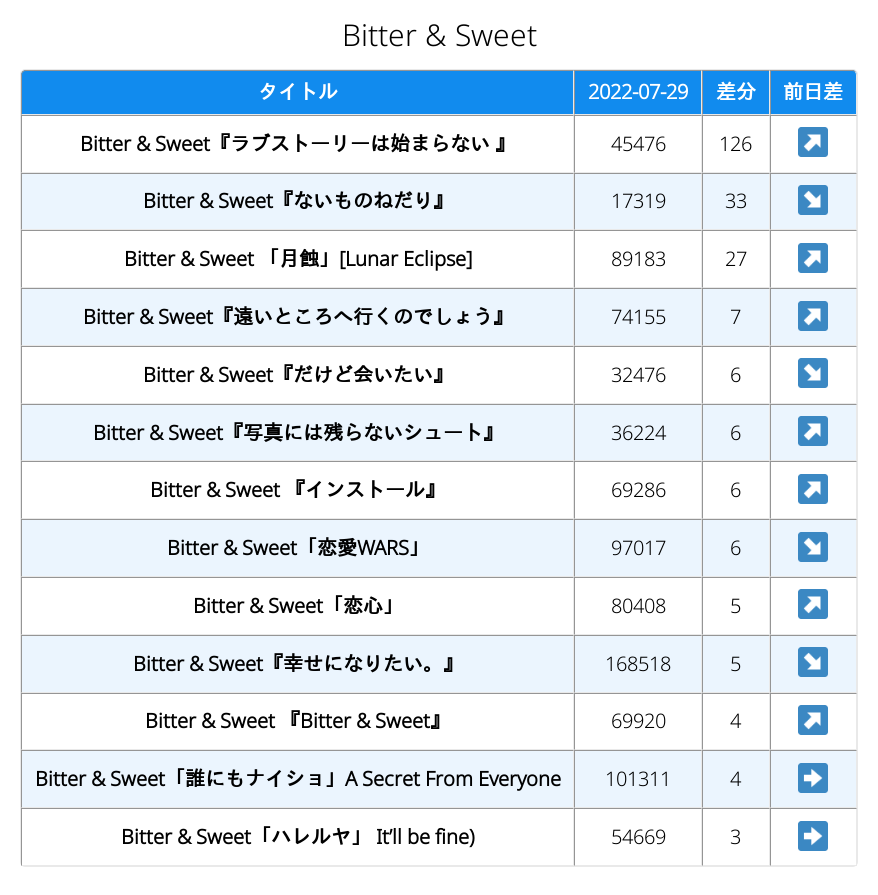 Bitter & Sweet
タイトル 2022-07-29 差分 前日差
Bitter & Sweet『ラブストーリーは始まらない 』 45476 126
Bitter & Sweet『ないものねだり』 17319 33
Bitter & Sweet 「月蝕」[Lunar Eclipse] 89183 27
Bitter & Sweet『遠いところへ行くのでしょう』 74155 7
Bitter & Sweet『だけど会いたい』 32476 6
Bitter & Sweet『写真には残らないシュート』 36224 6
Bitter & Sweet 『インストール』 69286 6
Bitter & Sweet「恋愛WARS」 97017 6
Bitter & Sweet「恋心」 80408 5
Bitter & Sweet『幸せになりたい。』 168518 5
Bitter & Sweet 『Bitter & Sweet』 69920 4
Bitter & Sweet「誰にもナイショ」A Secret From Everyone 101311 4
Bitter & Sweet「ハレルヤ」 It'll be fine) 54669 3